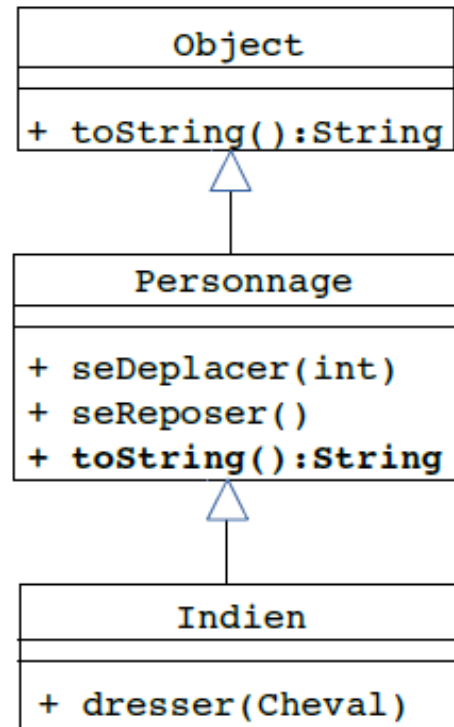 Object
+ toString():String
Personnage
+ seDeplacer(int)
+ seReposer()
+ toString():String
Indien
+ dresser(Cheval)